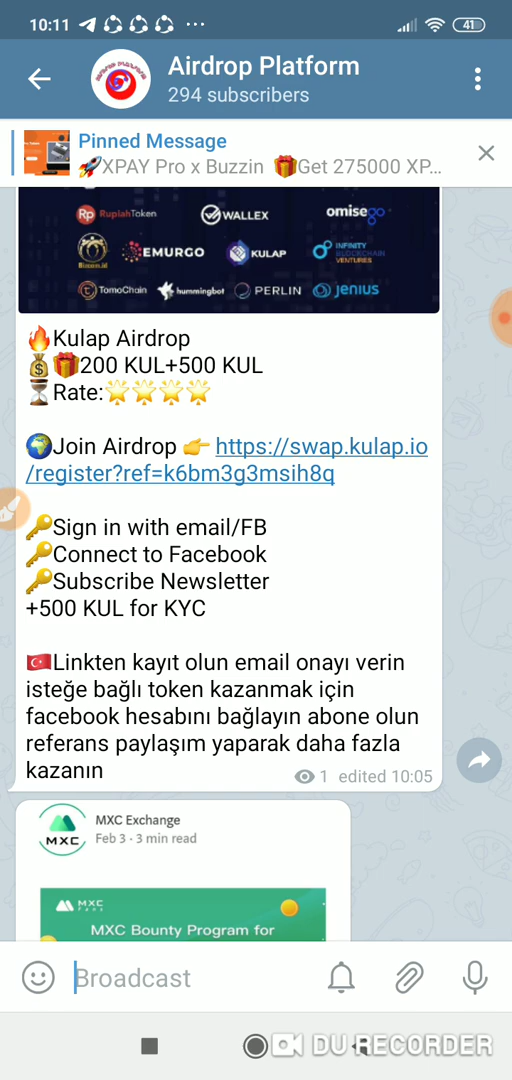 10:11
41
Airdrop Platform
294 subscribers
Pinned Message
🚀XPAY Pro x Buzzin 🎁Get 275000 XP...
Rp RupiahToken
WALLEX
omisego
EMURGO
KULAP
INFINITY BLOCKCHAIN VENTURES
TomoChain
hummingbot
PERLIN
jenius
🔥Kulap Airdrop
💰🎁200 KUL+500 KUL
⏳Rate:🌟🌟🌟🌟
🌍Join Airdrop 👉 https://swap.kulap.io
/register?ref=k6bm3g3msih8q
🔑Sign in with email/FB
🔑Connect to Facebook
🔑Subscribe Newsletter
+500 KUL for KYC
🇹🇷Linkten kayıt olun email onayı verin
isteğe bağlı token kazanmak için
facebook hesabını bağlayın abone olun
referans paylaşım yaparak daha fazla
kazanın
1 edited 10:05
MXC
MXC Exchange
Feb 3 · 3 min read
MXC
MXC Bounty Program for
Broadcast
DU RECORDER